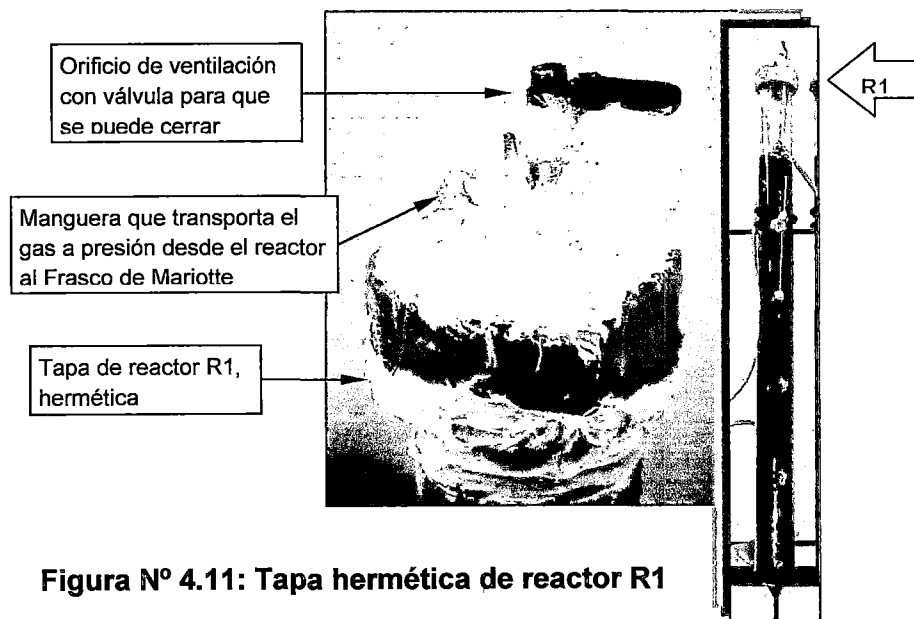 Orificio de ventilación
con válvula para que
se puede cerrar
Manguera que transporta el
gas a presión desde el reactor
al Frasco de Mariotte
Tapa de reactor R1,
hermética
R1
Figura Nº 4.11: Tapa hermética de reactor R1